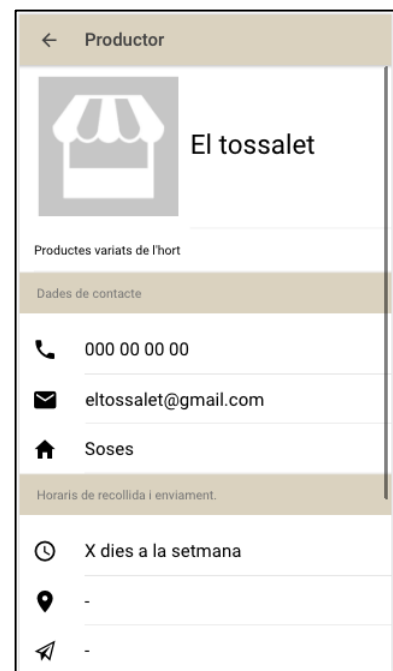 Productor
El tossalet
Productes variats de l'hort
Dades de contacte
000 00 00 00
eltossalet@gmail.com
Soses
Horaris de recollida i enviament.
X dies a la setmana
-
-